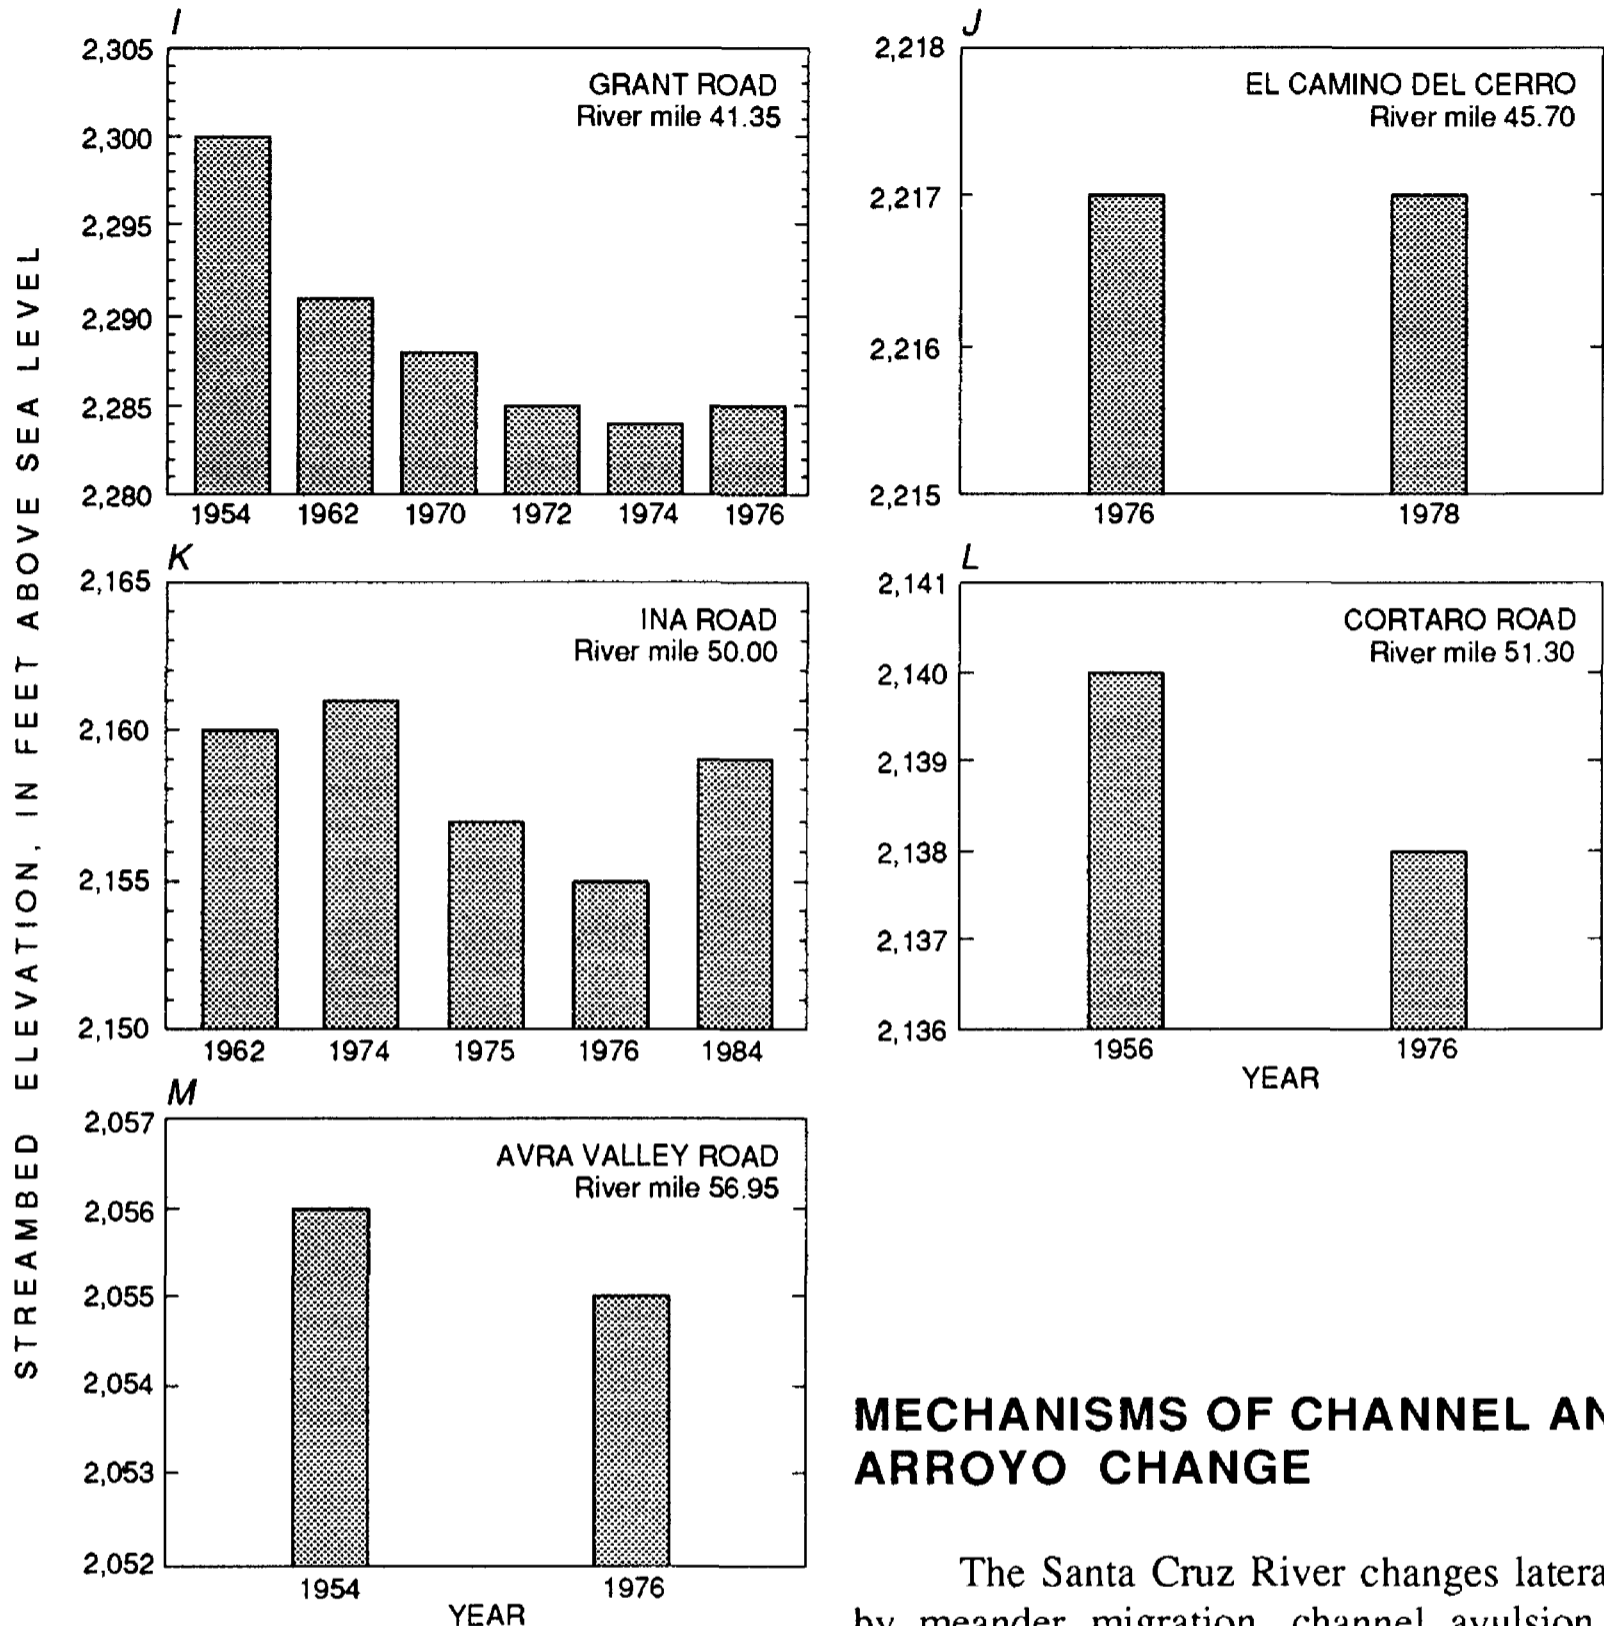 STREAMBED ELEVATION, IN FEET ABOVE SEA LEVEL
I
GRANT ROAD
River mile 41.35
2,305
2,300
2,295
2,290
2,285
2,280
1954 1962 1970 1972 1974 1976
J
EL CAMINO DEL CERRO
River mile 45.70
2,218
2,217
2,216
2,215
1976 1978
K
INA ROAD
River mile 50.00
2,165
2,160
2,155
2,150
1962 1974 1975 1976 1984
L
CORTARO ROAD
River mile 51.30
2,141
2,140
2,139
2,138
2,137
2,136
1956 1976
YEAR
M
AVRA VALLEY ROAD
River mile 56.95
2,057
2,056
2,055
2,054
2,053
2,052
1954 1976
YEAR
MECHANISMS OF CHANNEL AN
ARROYO CHANGE
The Santa Cruz River changes latera
by meander migration, channel avulsion